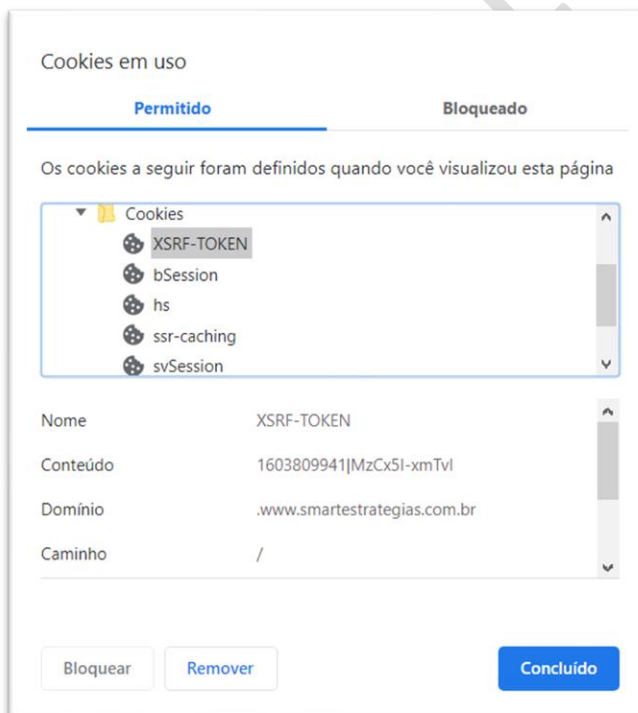 Cookies em uso
Permitido Bloqueado
Os cookies a seguir foram definidos quando você visualizou esta página
Cookies
XSRF-TOKEN
bSession
hs
ssr-caching
svSession
Nome XSRF-TOKEN
Conteúdo 1603809941|MzCx5I-xmTvI
Domínio .www.smartestrategias.com.br
Caminho /
Bloquear Remover Concluído